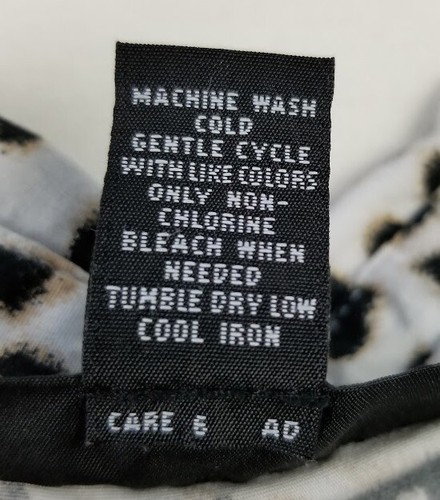 MACHINE WASH
COLD
GENTLE CYCLE
WITH LIKE COLORS
ONLY NON-
CHLORINE
BLEACH WHEN
NEEDED
TUMBLE DRY LOW
COOL IRON
CARE 6 AD